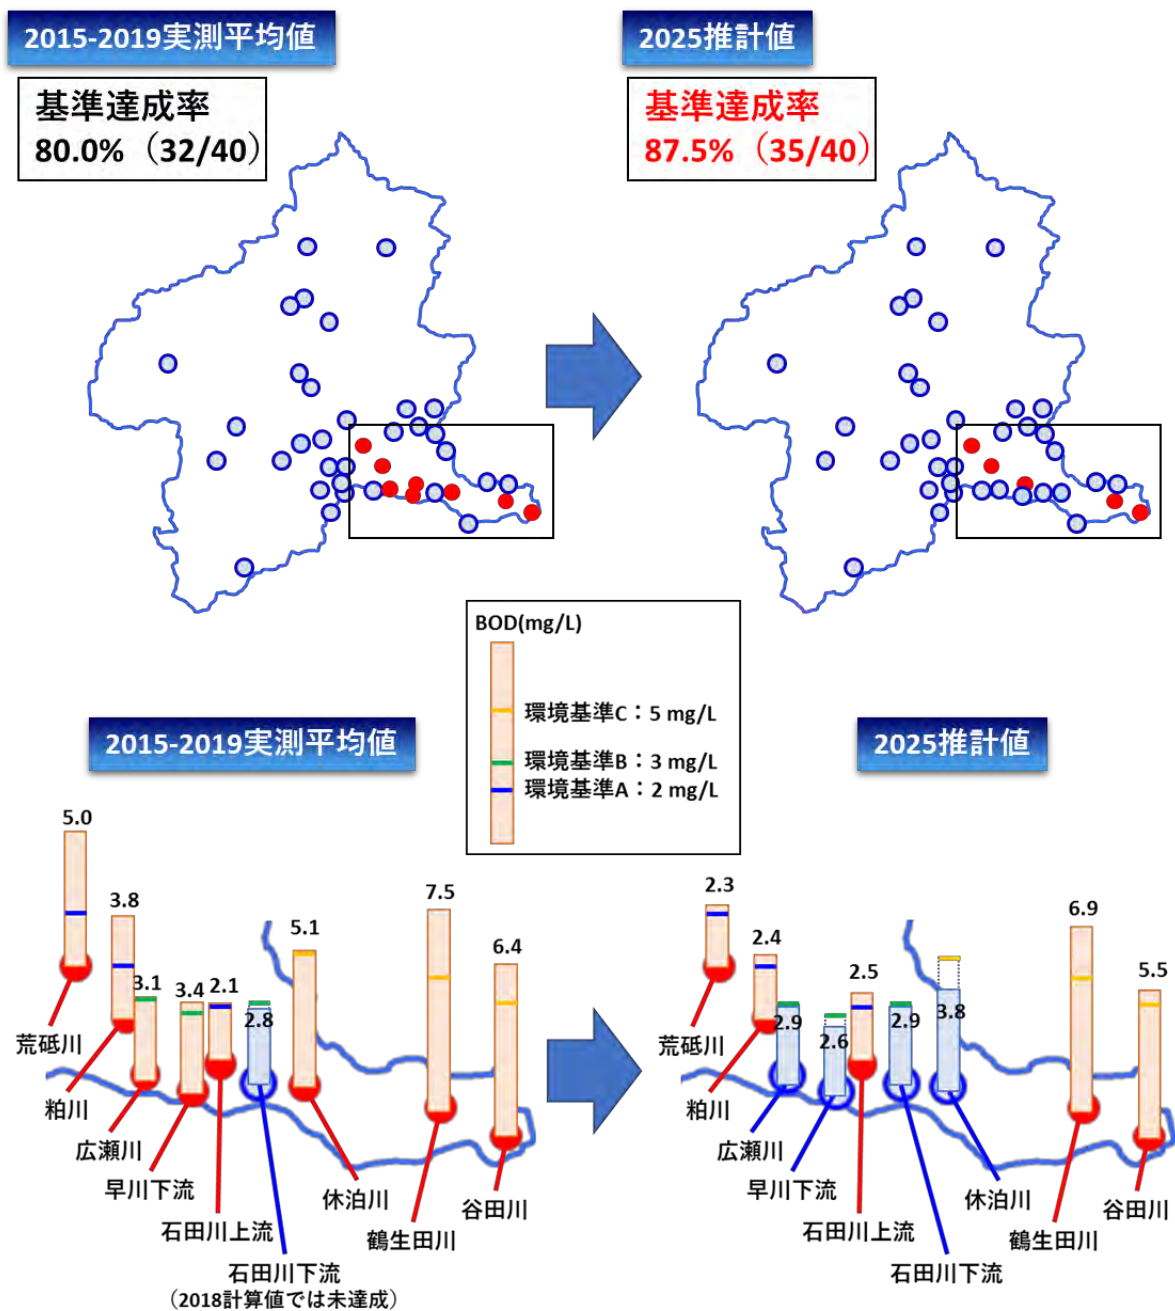 2015-2019実測平均値
基準達成率
80.0%（32/40）
2025推計値
基準達成率
87.5%（35/40）
BOD(mg/L)
環境基準C：5 mg/L
環境基準B：3 mg/L
環境基準A：2 mg/L
2015-2019実測平均値
5.0
3.8
3.1
3.4
2.1
2.8
5.1
7.5
6.4
荒砥川
粕川
広瀬川
早川下流
石田川上流
石田川下流
（2018計算値では未達成）
休泊川
鶴生田川
谷田川
2025推計値
2.3
2.4
2.9
2.6
2.5
2.9
3.8
6.9
5.5
荒砥川
粕川
広瀬川
早川下流
石田川上流
石田川下流
休泊川
鶴生田川
谷田川